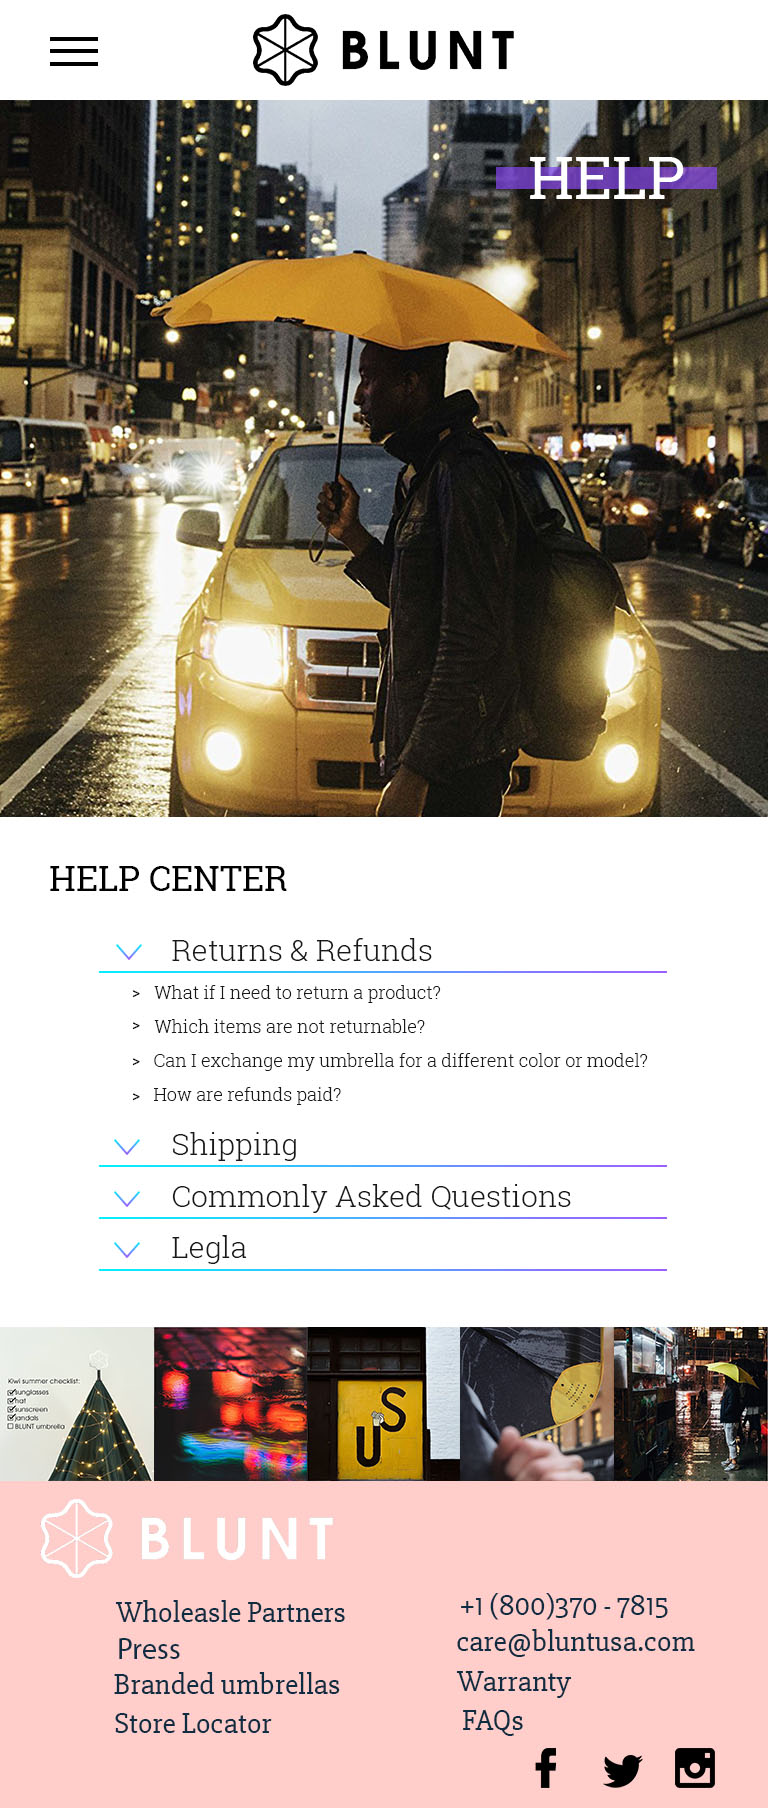 BLUNT
HELP
HELP CENTER
Returns & Refunds
> What if I need to return a product?
> Which items are not returnable?
> Can I exchange my umbrella for a different color or model?
> How are refunds paid?
Shipping
Commonly Asked Questions
Legla
Kiwi summer checklist:
sunglasses
hat
sunscreen
jandals
BLUNT umbrella
US
BLUNT
Wholeasle Partners
Press
Branded umbrellas
Store Locator
+1 (800)370 - 7815
care@bluntusa.com
Warranty
FAQs